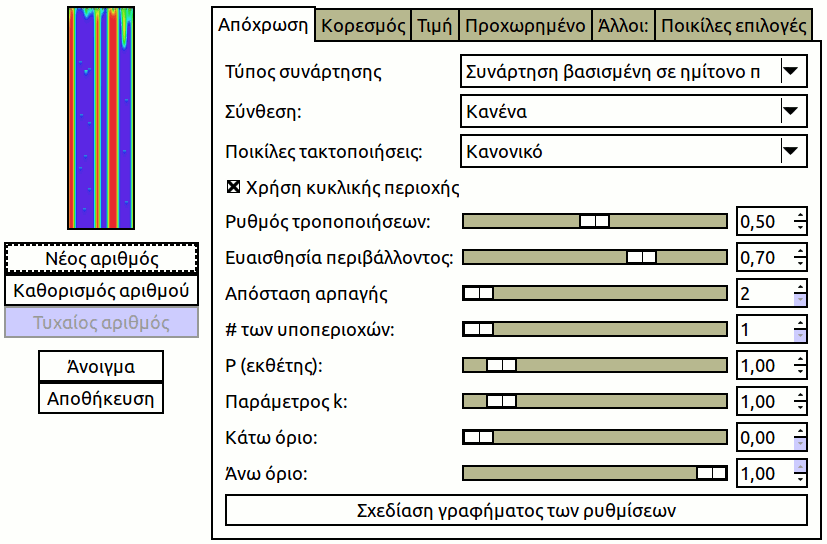 Απόχρωση Κορεσμός Τιμή Προχωρημένο Άλλοι: Ποικίλες επιλογές
Τύπος συνάρτησης Συνάρτηση βασισμένη σε ημίτονο π
Σύνθεση: Κανένα
Ποικίλες τακτοποιήσεις: Κανονικό
Χρήση κυκλικής περιοχής
Ρυθμός τροποποιήσεων: 0,50
Ευαισθησία περιβάλλοντος: 0,70
Απόσταση αρπαγής 2
# των υποπεριοχών: 1
P (εκθέτης): 1,00
Παράμετρος k: 1,00
Κάτω όριο: 0,00
Άνω όριο: 1,00
Σχεδίαση γραφήματος των ρυθμίσεων
Νέος αριθμός
Καθορισμός αριθμού
Τυχαίος αριθμός
Άνοιγμα
Αποθήκευση